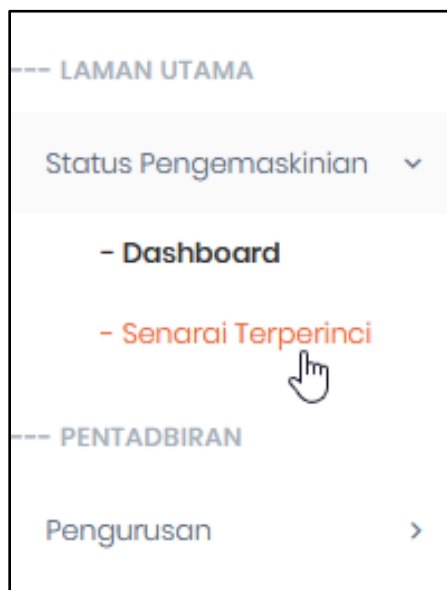 --- LAMAN UTAMA
Status Pengemaskinian
- Dashboard
- Senarai Terperinci
--- PENTADBIRAN
Pengurusan